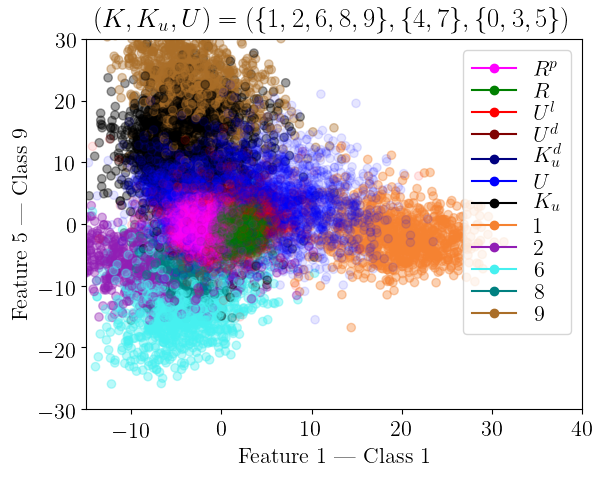 (K, K_u, U) = ({1, 2, 6, 8, 9}, {4, 7}, {0, 3, 5})
30
20
10
0
−10
−20
−30
Feature 5 — Class 9
R^p
R
U^l
U^d
K_u^d
U
K_u
1
2
6
8
9
−10
0
10
20
30
40
Feature 1 — Class 1